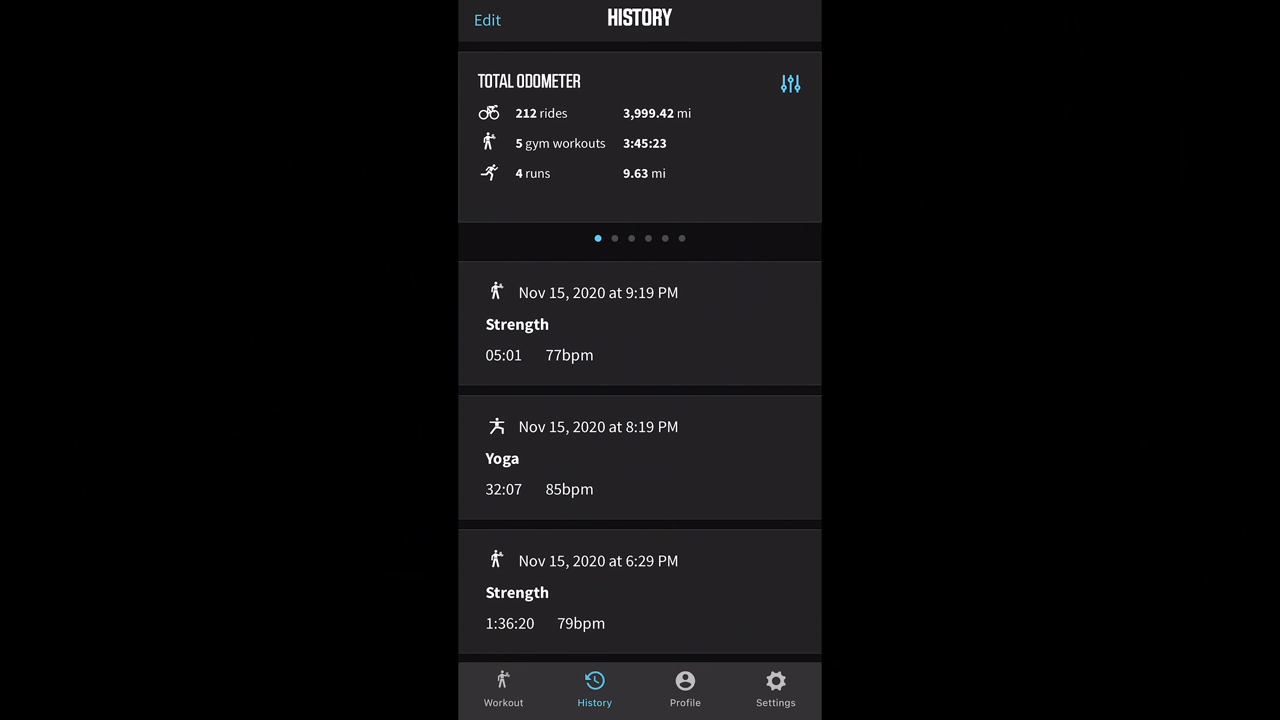 Edit HISTORY
TOTAL ODOMETER
212 rides 3,999.42 mi
5 gym workouts 3:45:23
4 runs 9.63 mi
Nov 15, 2020 at 9:19 PM
Strength
05:01 77bpm
Nov 15, 2020 at 8:19 PM
Yoga
32:07 85bpm
Nov 15, 2020 at 6:29 PM
Strength
1:36:20 79bpm
Workout History Profile Settings